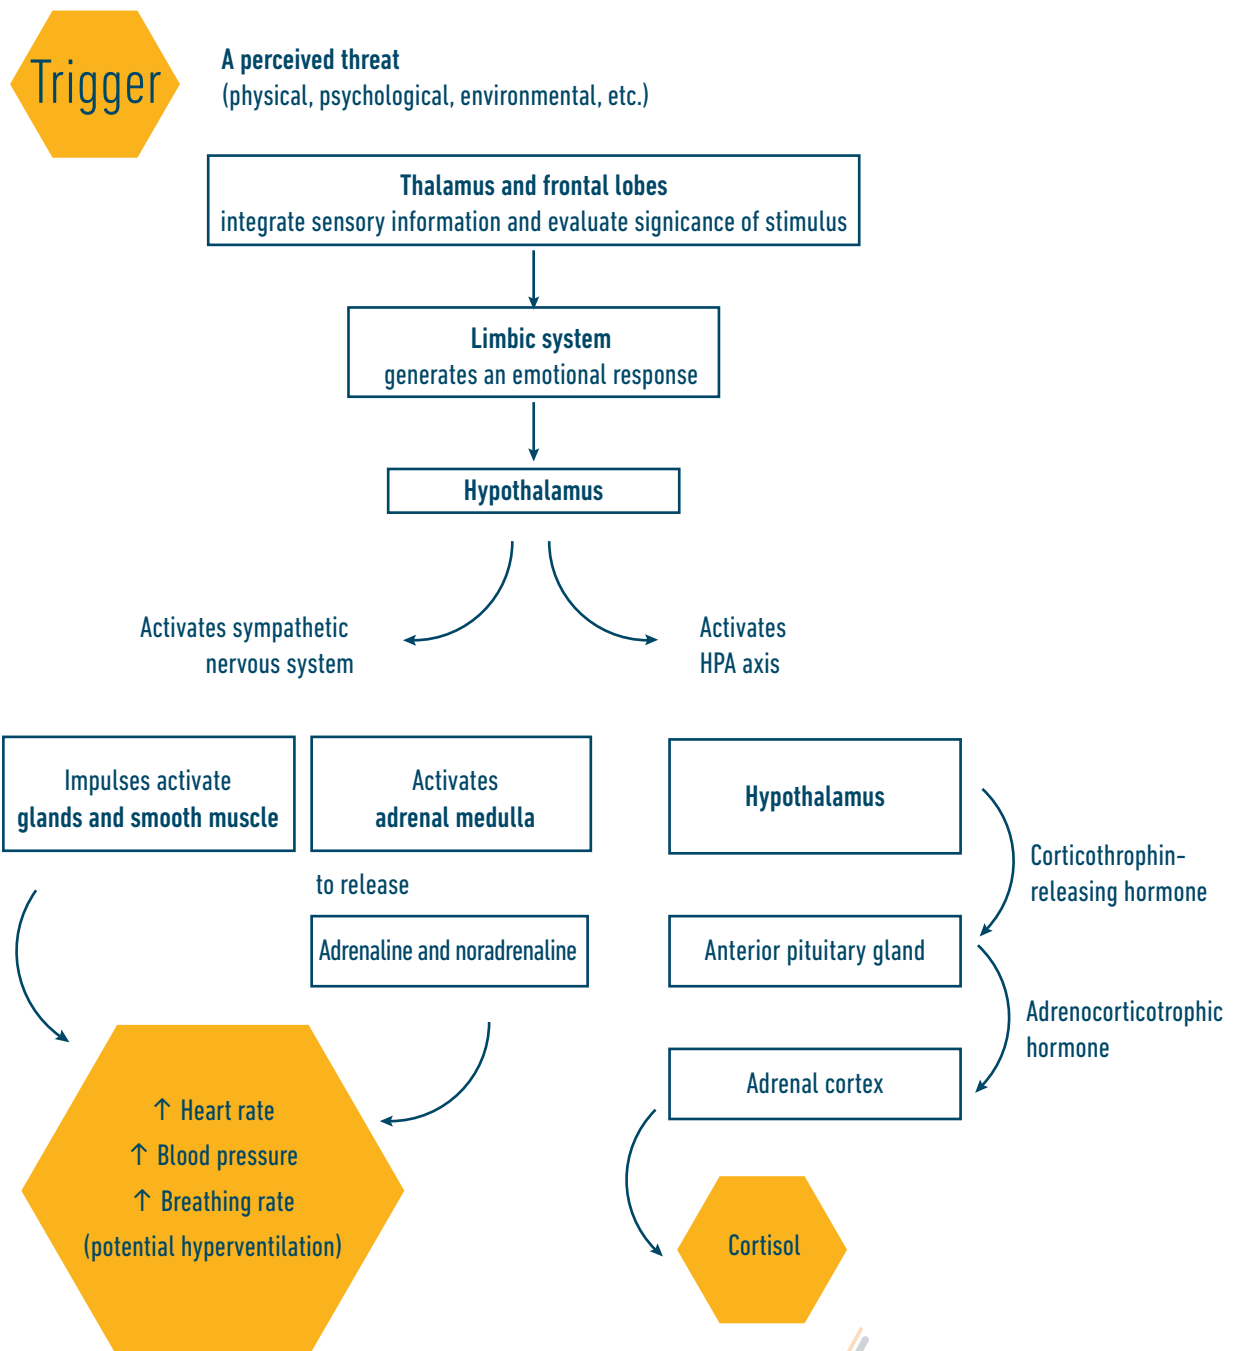 Trigger
A perceived threat
(physical, psychological, environmental, etc.)
Thalamus and frontal lobes
integrate sensory information and evaluate signicance of stimulus
Limbic system
generates an emotional response
Hypothalamus
Activates sympathetic
nervous system
Activates
HPA axis
Impulses activate
glands and smooth muscle
Activates
adrenal medulla
to release
Adrenaline and noradrenaline
↑ Heart rate
↑ Blood pressure
↑ Breathing rate
(potential hyperventilation)
Hypothalamus
Corticothrophin-
releasing hormone
Anterior pituitary gland
Adrenocorticotrophic
hormone
Adrenal cortex
Cortisol